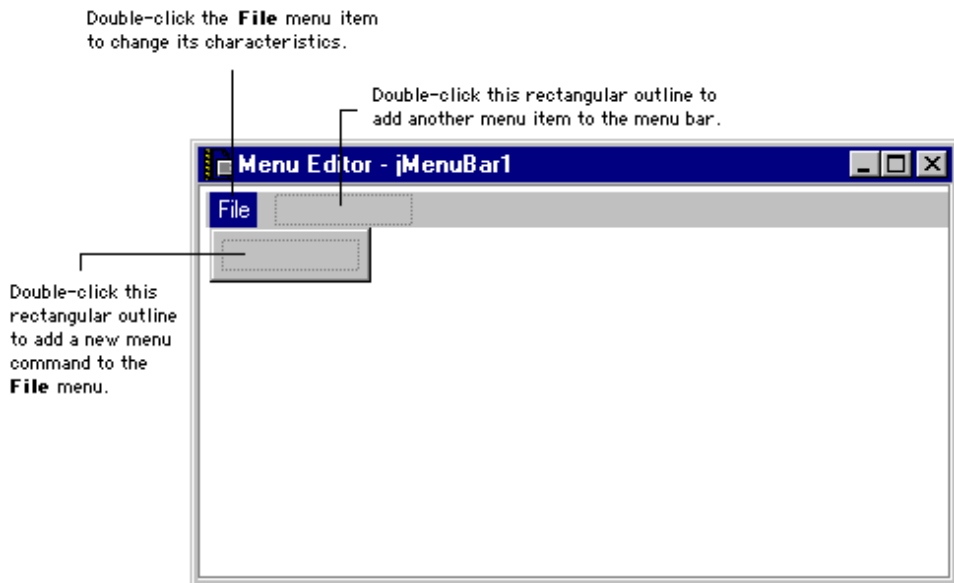 Double-click the File menu item
to change its characteristics.
Double-click this rectangular outline to
add another menu item to the menu bar.
Menu Editor - jMenuBar1
File
Double-click this
rectangular outline
to add a new menu
command to the
File menu.